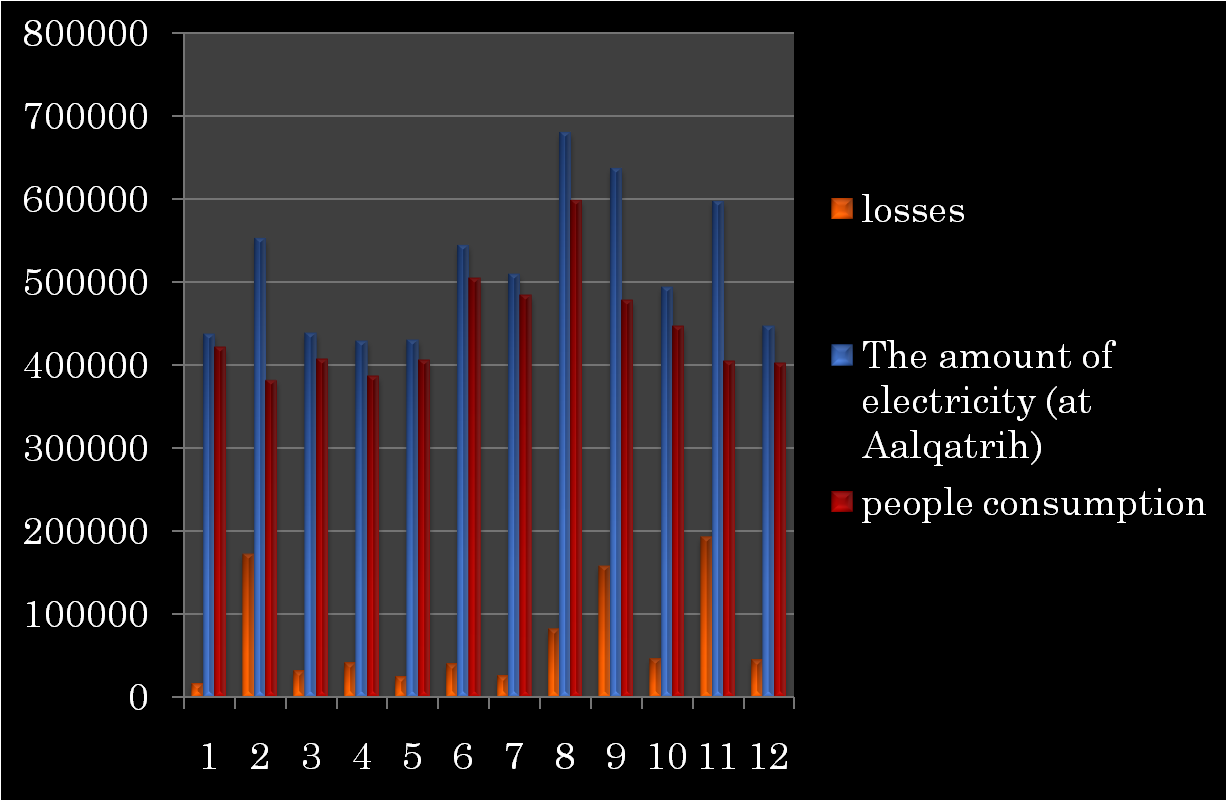 800000
700000
600000
500000
400000
300000
200000
100000
0
1 2 3 4 5 6 7 8 9 10 11 12
losses
The amount of
electricity (at
Aalqatrih)
people consumption